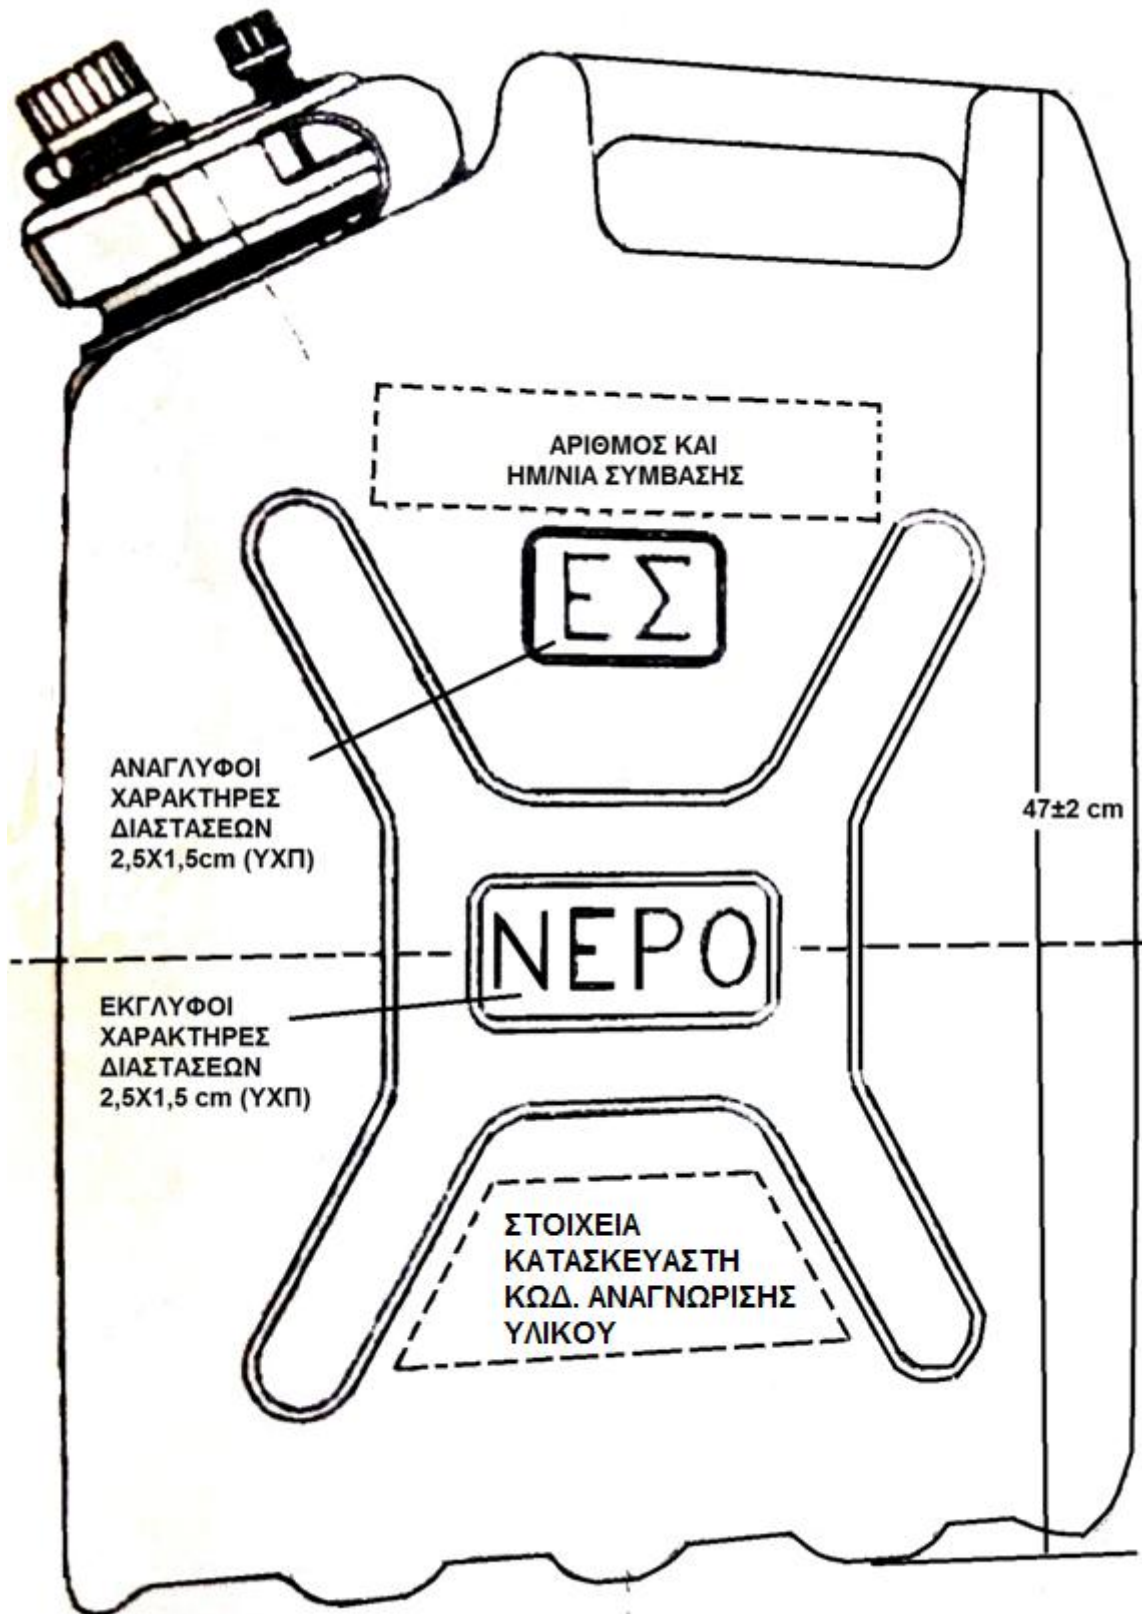 ΑΡΙΘΜΟΣ ΚΑΙ
ΗΜ/ΝΙΑ ΣΥΜΒΑΣΗΣ
ΕΣ
ΑΝΑΓΛΥΦΟΙ
ΧΑΡΑΚΤΗΡΕΣ
ΔΙΑΣΤΑΣΕΩΝ
2,5Χ1,5cm (ΥΧΠ)
47±2 cm
ΝΕΡΟ
ΕΚΓΛΥΦΟΙ
ΧΑΡΑΚΤΗΡΕΣ
ΔΙΑΣΤΑΣΕΩΝ
2,5Χ1,5 cm (ΥΧΠ)
ΣΤΟΙΧΕΙΑ
ΚΑΤΑΣΚΕΥΑΣΤΗ
ΚΩΔ. ΑΝΑΓΝΩΡΙΣΗΣ
ΥΛΙΚΟΥ